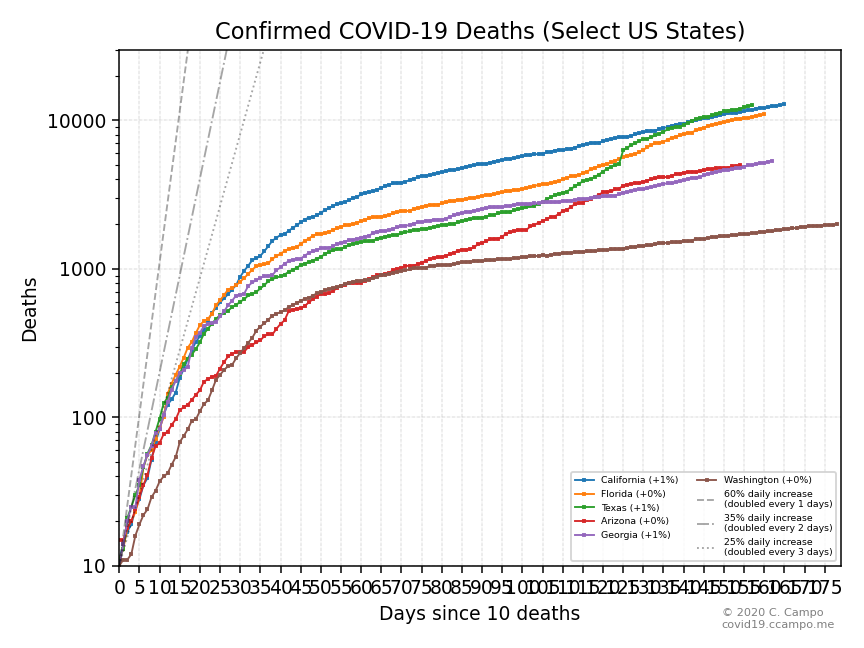 Confirmed COVID-19 Deaths (Select US States)
10000
1000
100
10
Deaths
0 5 10 15 20 25 30 35 40 45 50 55 60 65 70 75 80 85 90 95 100 105 110 115 120 125 130 135 140 145 150 155 160 165 170 175
Days since 10 deaths
California (+1%)
Florida (+0%)
Texas (+1%)
Arizona (+0%)
Georgia (+1%)
Washington (+0%)
60% daily increase
(doubled every 1 days)
35% daily increase
(doubled every 2 days)
25% daily increase
(doubled every 3 days)
© 2020 C. Campo
covid19.ccampo.me